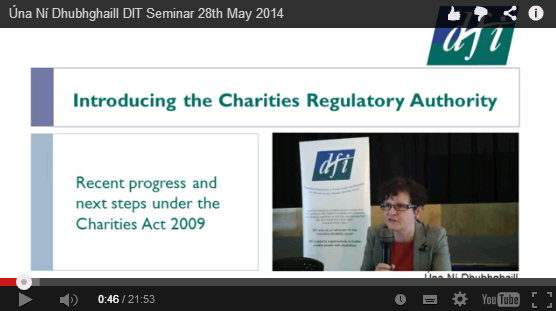 Úna Ní Dhubhghaill DIT Seminar 28th May 2014
dfi
Introducing the Charities Regulatory Authority
Recent progress and
next steps under the
Charities Act 2009
dfi
Úna Ní Dhubhghaill
0:46 / 21:53
YouTube